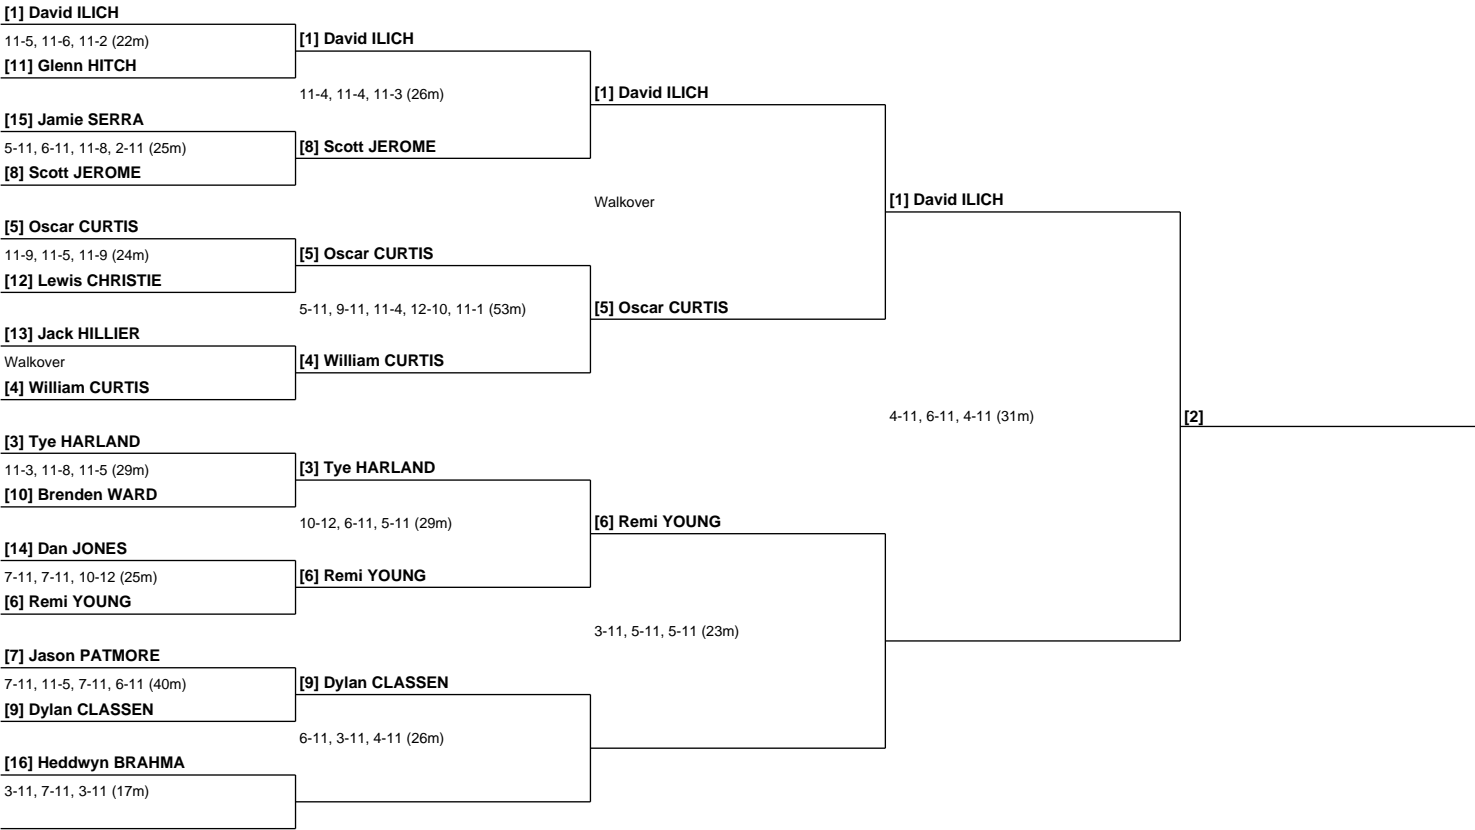 [1] David ILICH
11-5, 11-6, 11-2 (22m)
[11] Glenn HITCH
[15] Jamie SERRA
5-11, 6-11, 11-8, 2-11 (25m)
[8] Scott JEROME
[5] Oscar CURTIS
11-9, 11-5, 11-9 (24m)
[12] Lewis CHRISTIE
[13] Jack HILLIER
Walkover
[4] William CURTIS
[3] Tye HARLAND
11-3, 11-8, 11-5 (29m)
[10] Brenden WARD
[14] Dan JONES
7-11, 7-11, 10-12 (25m)
[6] Remi YOUNG
[7] Jason PATMORE
7-11, 11-5, 7-11, 6-11 (40m)
[9] Dylan CLASSEN
[16] Heddwyn BRAHMA
3-11, 7-11, 3-11 (17m)
[1] David ILICH
11-4, 11-4, 11-3 (26m)
[8] Scott JEROME
[5] Oscar CURTIS
5-11, 9-11, 11-4, 12-10, 11-1 (53m)
[4] William CURTIS
[3] Tye HARLAND
10-12, 6-11, 5-11 (29m)
[6] Remi YOUNG
[9] Dylan CLASSEN
6-11, 3-11, 4-11 (26m)
[1] David ILICH
Walkover
[5] Oscar CURTIS
[6] Remi YOUNG
3-11, 5-11, 5-11 (23m)
[1] David ILICH
4-11, 6-11, 4-11 (31m)
[2]